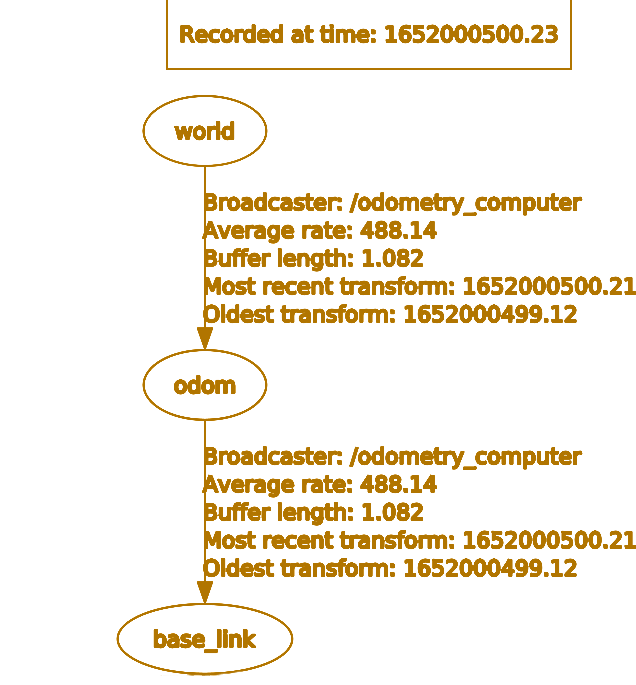 Recorded at time: 1652000500.23
world
Broadcaster: /odometry_computer
Average rate: 488.14
Buffer length: 1.082
Most recent transform: 1652000500.21
Oldest transform: 1652000499.12
odom
Broadcaster: /odometry_computer
Average rate: 488.14
Buffer length: 1.082
Most recent transform: 1652000500.21
Oldest transform: 1652000499.12
base_link